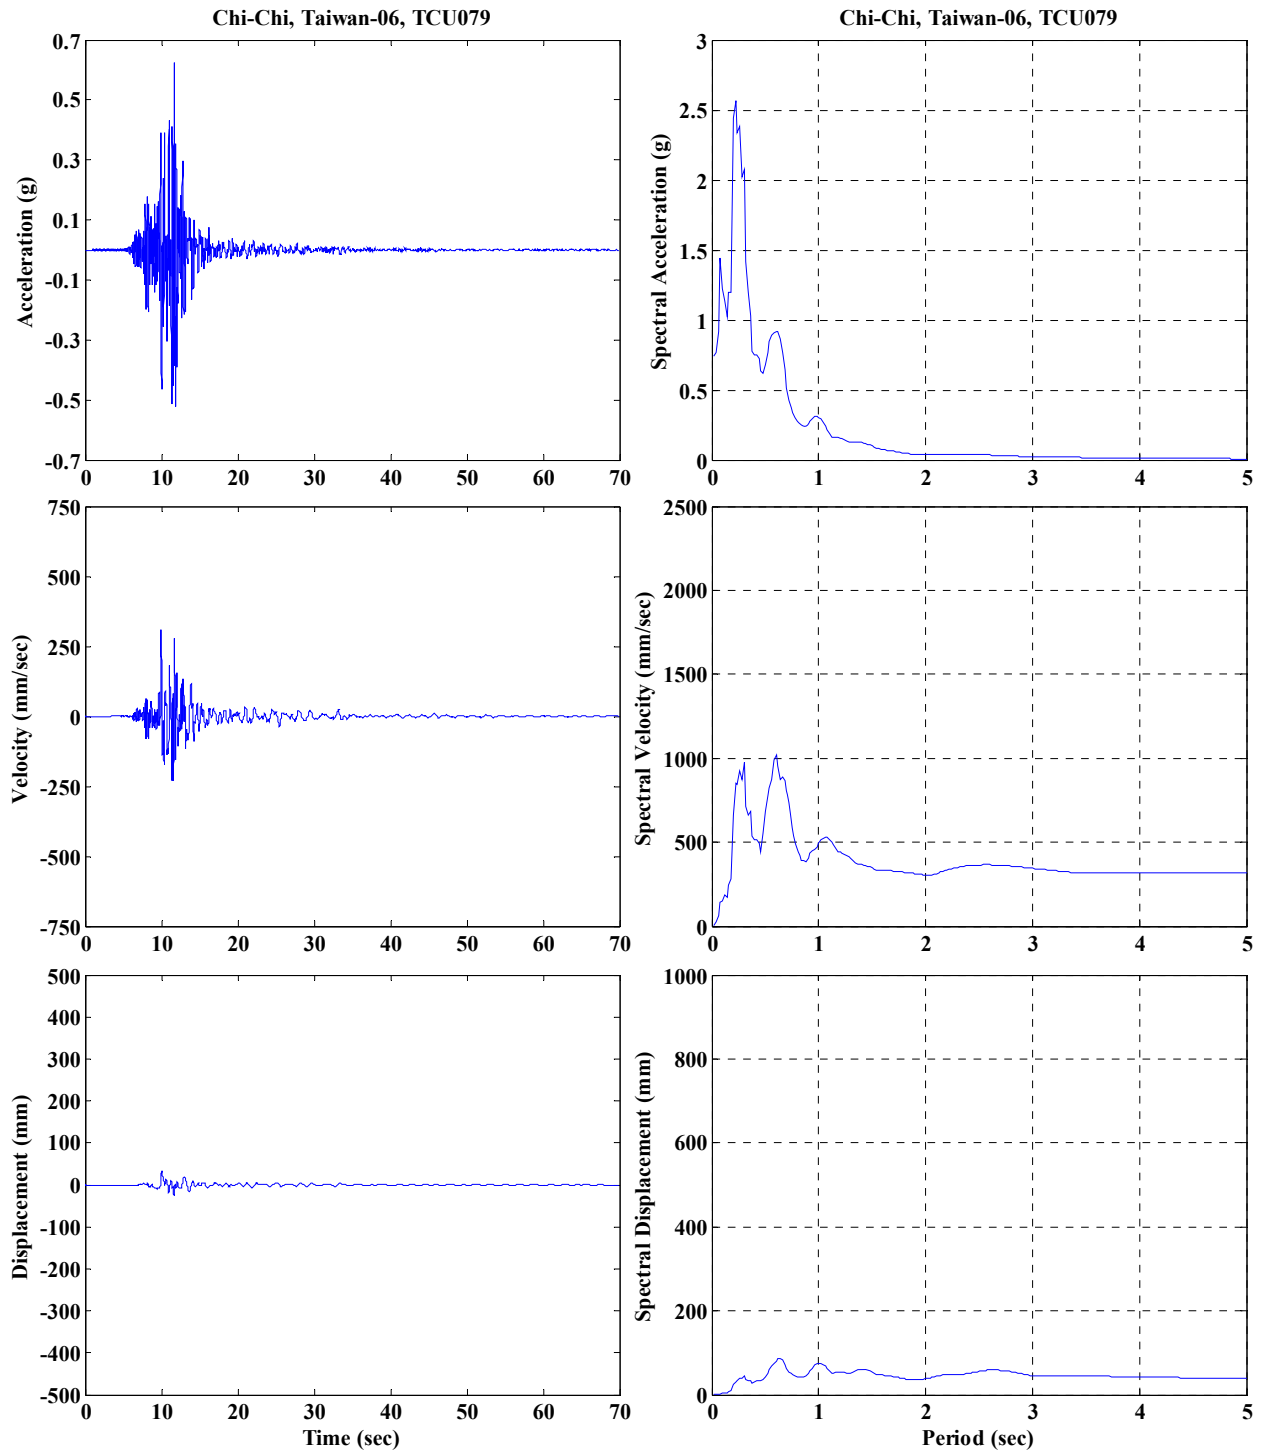 Chi-Chi, Taiwan-06, TCU079
0.7
0.5
0.3
0.1
-0.1
-0.3
-0.5
-0.7
Acceleration (g)
0 10 20 30 40 50 60 70
Chi-Chi, Taiwan-06, TCU079
3
2.5
2
1.5
1
0.5
0
Spectral Acceleration (g)
0 1 2 3 4 5
750
500
250
0
-250
-500
-750
Velocity (mm/sec)
0 10 20 30 40 50 60 70
2500
2000
1500
1000
500
0
Spectral Velocity (mm/sec)
0 1 2 3 4 5
500
400
300
200
100
0
-100
-200
-300
-400
-500
Displacement (mm)
0 10 20 30 40 50 60 70
Time (sec)
1000
800
600
400
200
0
Spectral Displacement (mm)
0 1 2 3 4 5
Period (sec)